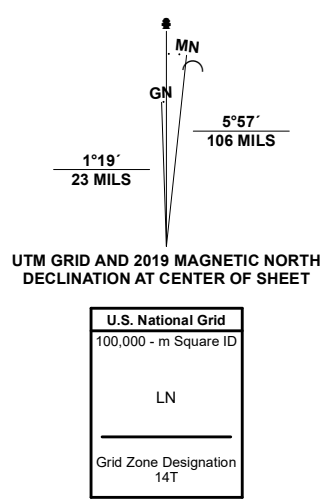 MN
GN
5°57´
106 MILS
1°19´
23 MILS
UTM GRID AND 2019 MAGNETIC NORTH
DECLINATION AT CENTER OF SHEET
U.S. National Grid
100,000 - m Square ID
LN
Grid Zone Designation
14T